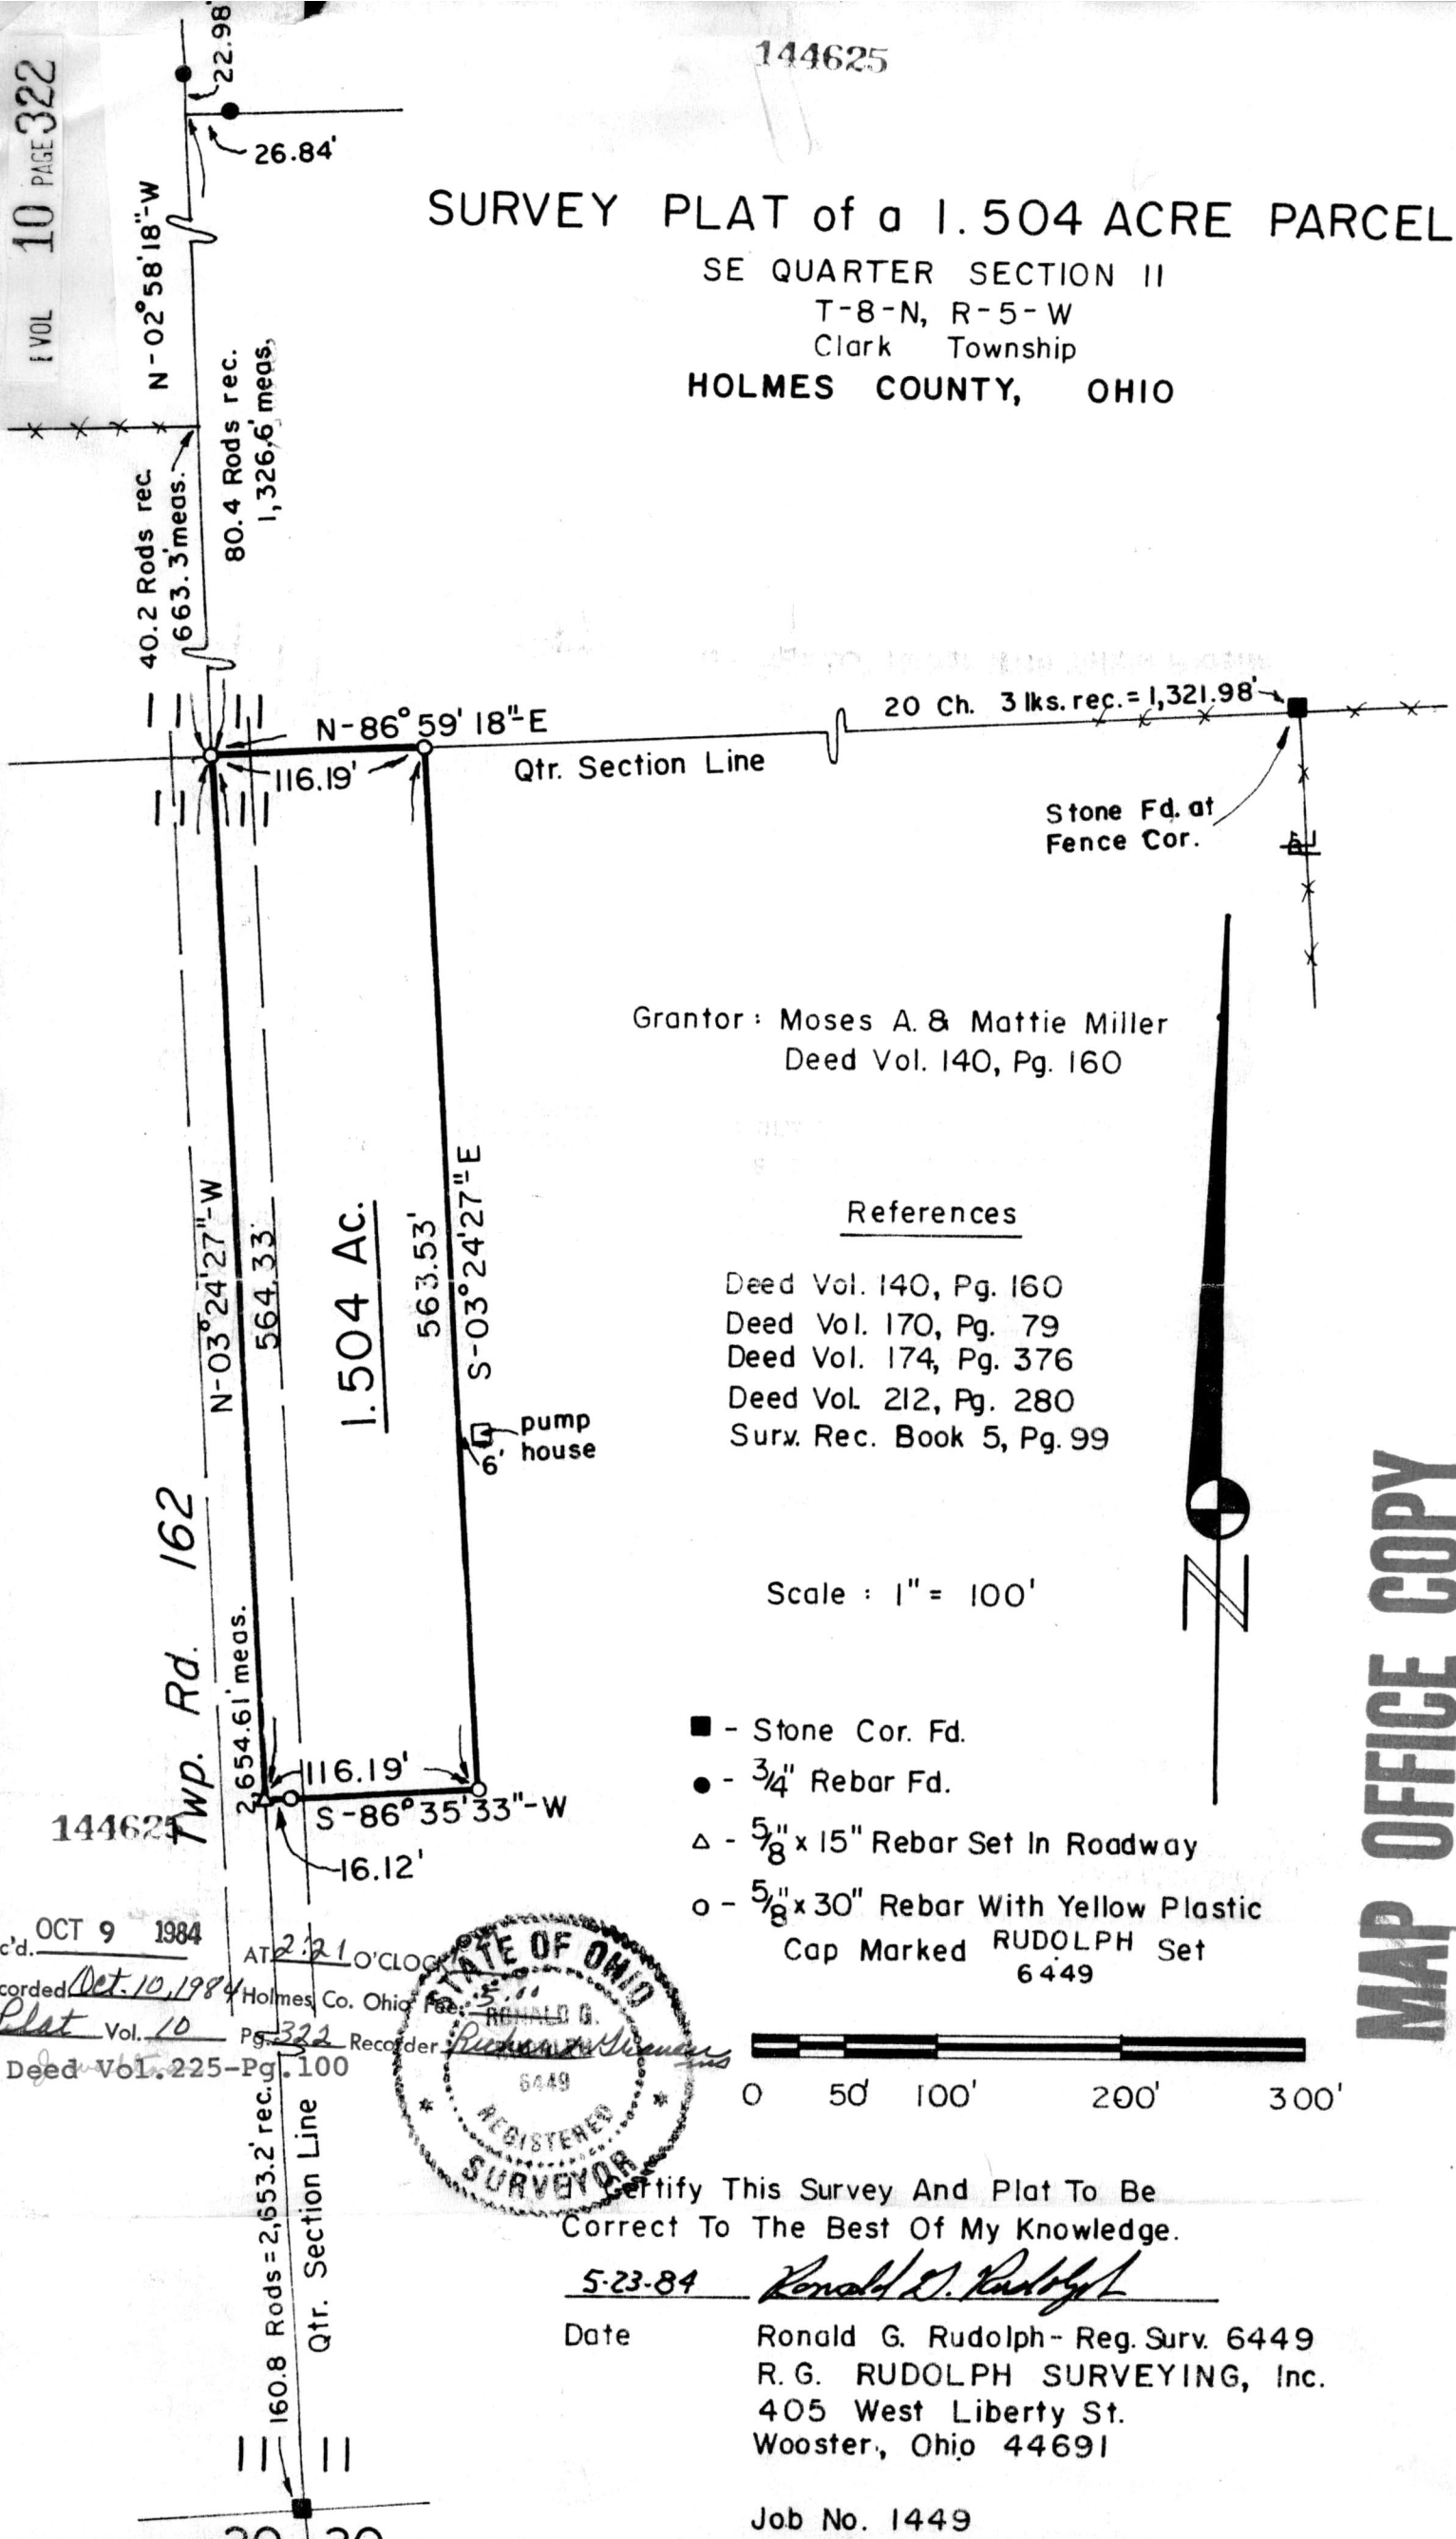 144625
E VOL 10 PAGE 322
22.98'
26.84'
N-02°58'18"-W
SURVEY PLAT of a 1.504 ACRE PARCEL
SE QUARTER SECTION 11
T-8-N, R-5-W
Clark Township
HOLMES COUNTY, OHIO
80.4 Rods rec.
1,326.6' meas.
40.2 Rods rec.
663.3' meas.
N-86°59'18"-E
116.19'
20 Ch. 3 lks. rec. = 1,321.98'
Qtr. Section Line
Stone Fd. at
Fence Cor.
Grantor: Moses A. & Mattie Miller
Deed Vol. 140, Pg. 160
N-03°24'27"-W
564.33'
1.504 Ac.
563.53'
S-03°24'27"-E
References
Deed Vol. 140, Pg. 160
Deed Vol. 170, Pg. 79
Deed Vol. 174, Pg. 376
Deed Vol. 212, Pg. 280
Surv. Rec. Book 5, Pg. 99
pump
house
6'
Twp. Rd. 162
2,654.61' meas.
Scale : 1" = 100'
N
MAP OFFICE COPY
116.19'
S-86°35'33"-W
16.12'
- Stone Cor. Fd.
- 3/4" Rebar Fd.
- 5/8" x 15" Rebar Set In Roadway
- 5/8" x 30" Rebar With Yellow Plastic
Cap Marked RUDOLPH Set
6449
144625
c'd. OCT 9 1984 AT 2:21 O'CLOC
corded Oct. 10, 1984 Holmes Co. Ohio Fee 5.00
Plat Vol. 10 Pg. 322 Recorder
Deed Vol. 225-Pg. 100
STATE OF OHIO
RONALD G.
6449
REGISTERED
SURVEYOR
0 50' 100' 200' 300'
160.8 Rods = 2,653.2' rec.
Qtr. Section Line
Certify This Survey And Plat To Be
Correct To The Best Of My Knowledge.
5-23-84 Ronald G. Rudolph
Date
Ronald G. Rudolph - Reg. Surv. 6449
R. G. RUDOLPH SURVEYING, Inc.
405 West Liberty St.
Wooster, Ohio 44691
Job No. 1449